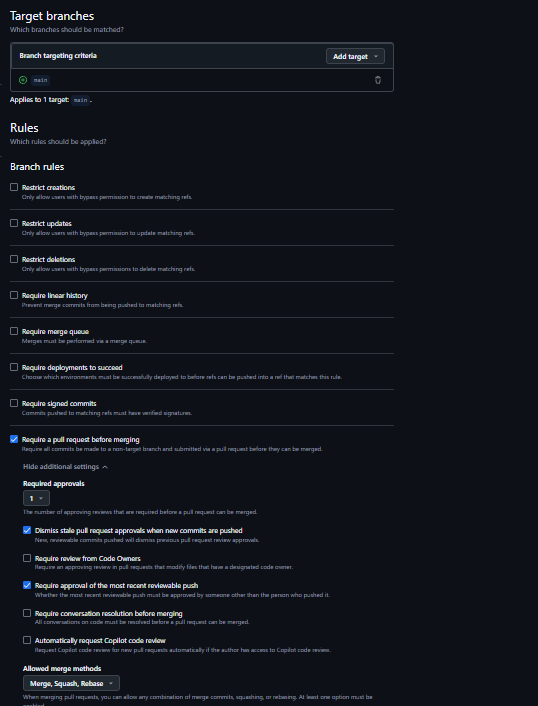 Target branches
Which branches should be matched?
Branch targeting criteria
Add target
main
Applies to 1 target: main.
Rules
Which rules should be applied?
Branch rules
Restrict creations
Only allow users with bypass permission to create matching refs.
Restrict updates
Only allow users with bypass permission to update matching refs.
Restrict deletions
Only allow users with bypass permissions to delete matching refs.
Require linear history
Prevent merge commits from being pushed to matching refs.
Require merge queue
Merges must be performed via a merge queue.
Require deployments to succeed
Choose which environments must be successfully deployed to before refs can be pushed into a ref that matches this rule.
Require signed commits
Commits pushed to matching refs must have verified signatures.
Require a pull request before merging
Require all commits be made to a non-target branch and submitted via a pull request before they can be merged.
Hide additional settings
Required approvals
1
The number of approving reviews that are required before a pull request can be merged.
Dismiss stale pull request approvals when new commits are pushed
New, reviewable commits pushed will dismiss previous pull request review approvals.
Require review from Code Owners
Require an approving review in pull requests that modify files that have a designated code owner.
Require approval of the most recent reviewable push
Whether the most recent reviewable push must be approved by someone other than the person who pushed it.
Require conversation resolution before merging
All conversations on code must be resolved before a pull request can be merged.
Automatically request Copilot code review
Request Copilot code review for new pull requests automatically if the author has access to Copilot code review.
Allowed merge methods
Merge, Squash, Rebase
When merging pull requests, you can allow any combination of merge commits, squashing, or rebasing. At least one option must be